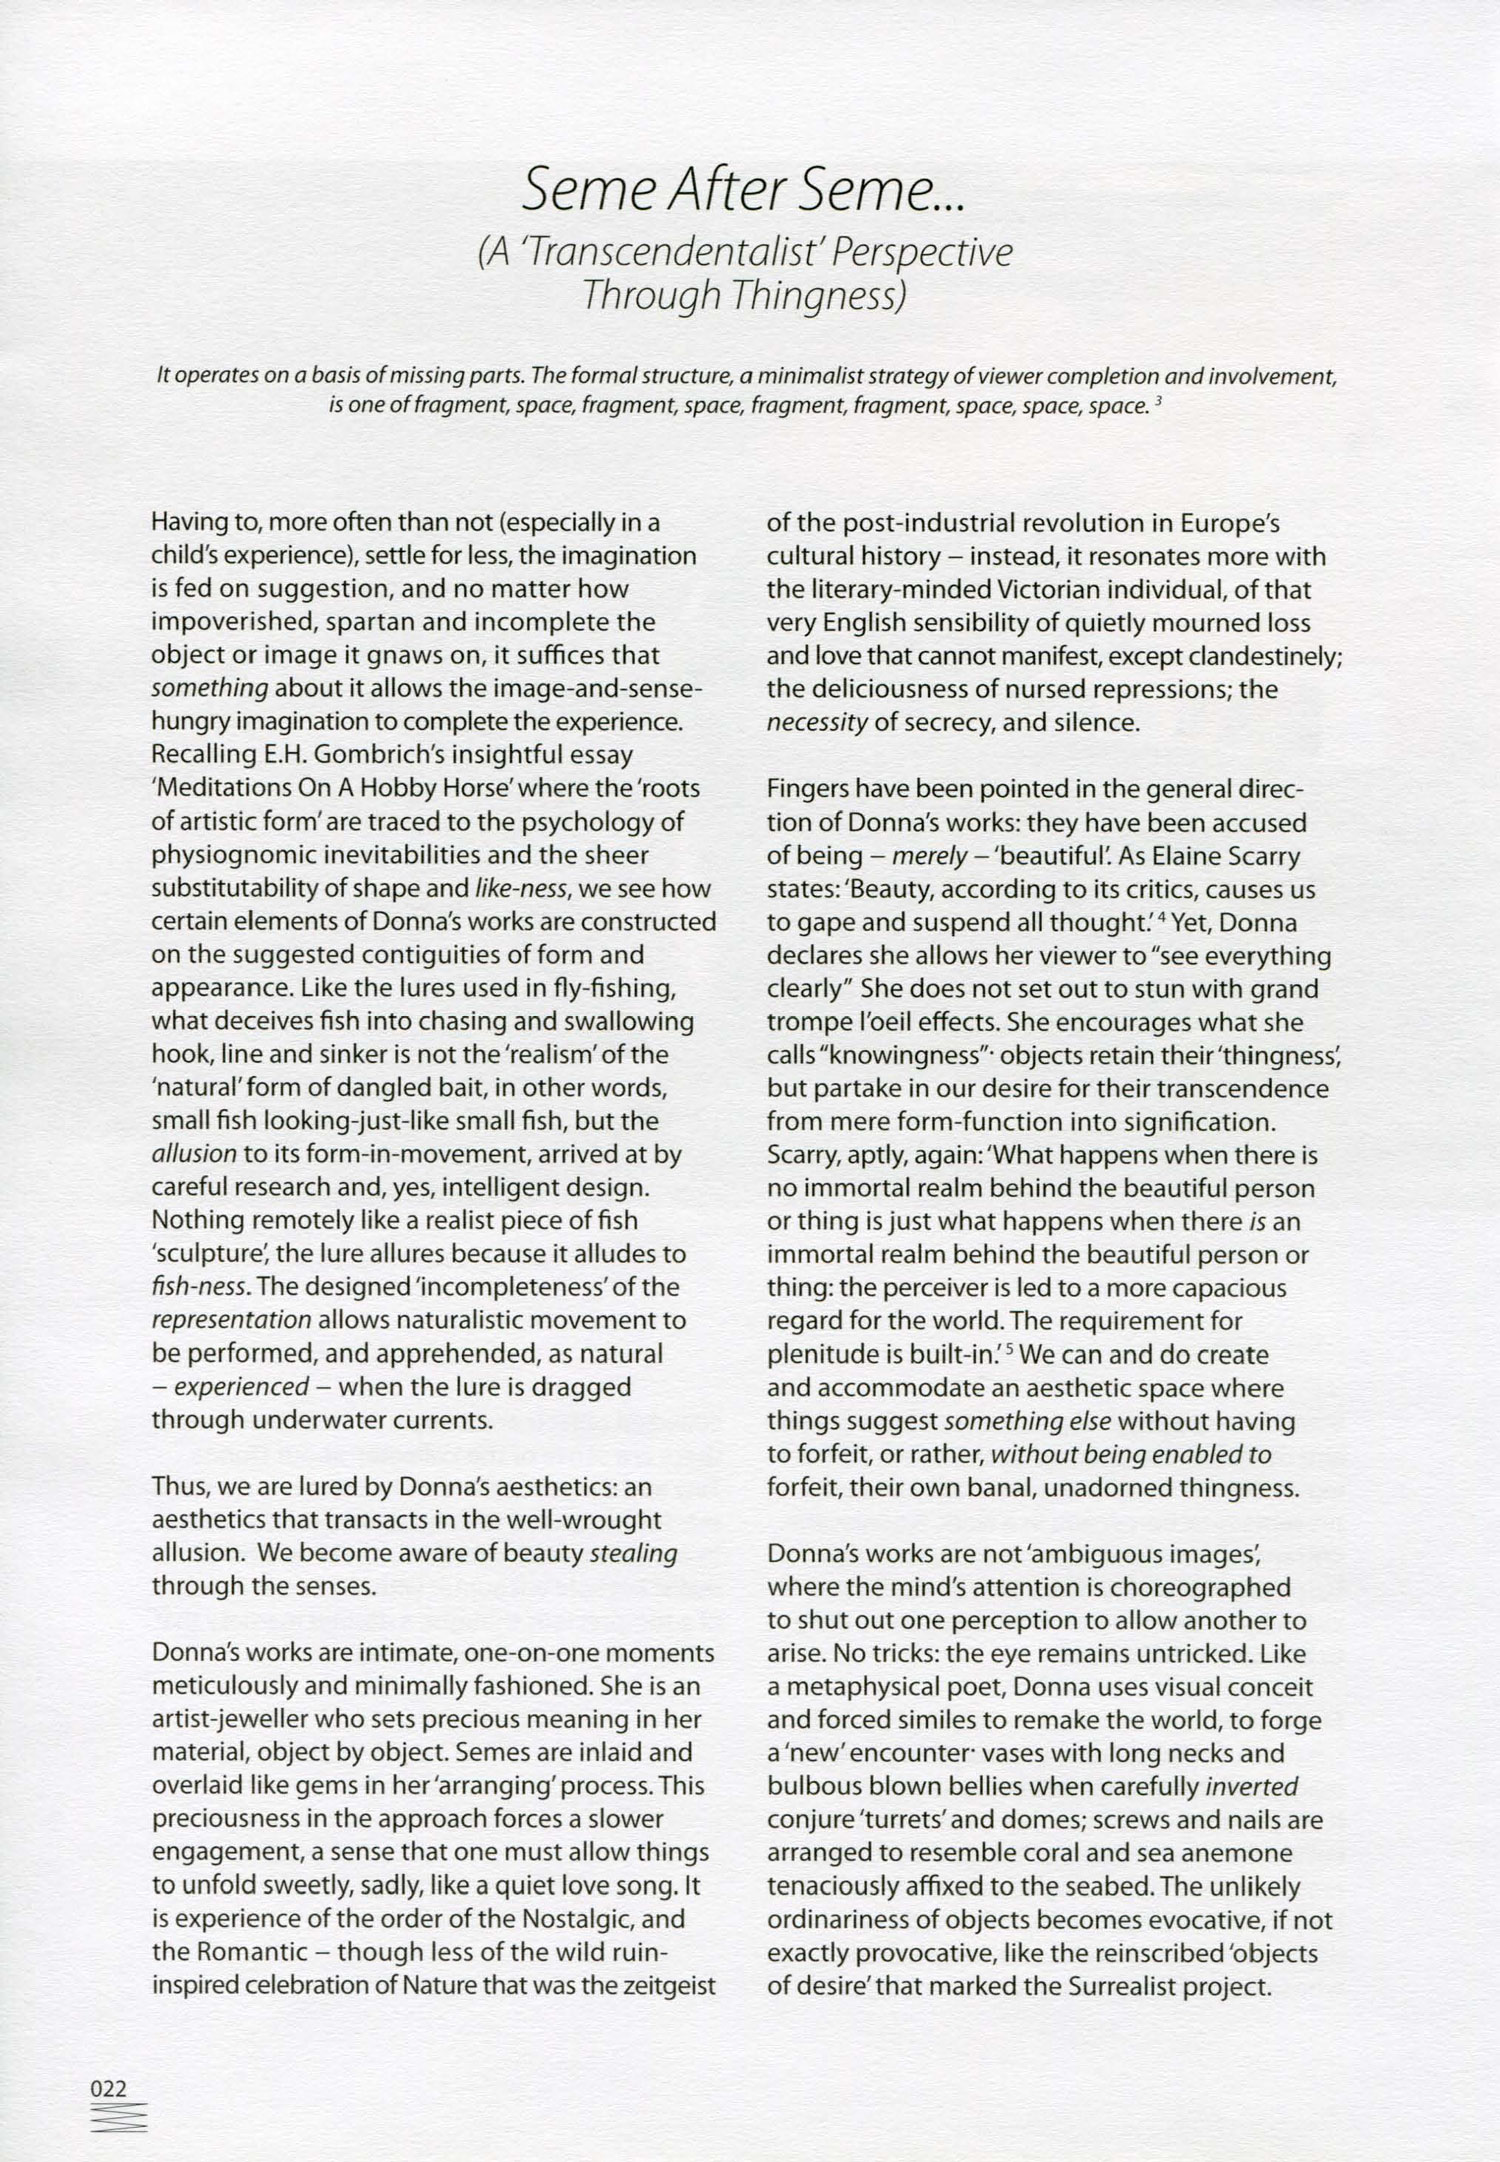 Seme After Seme...
(A ‘Transcendentalist’ Perspective
Through Thingness)
It operates on a basis of missing parts. The formal structure, a minimalist strategy of viewer completion and involvement,
is one of fragment, space, fragment, space, fragment, fragment, space, space, space. 3
Having to, more often than not (especially in a
child’s experience), settle for less, the imagination
is fed on suggestion, and no matter how
impoverished, spartan and incomplete the
object or image it gnaws on, it suffices that
something about it allows the image-and-sense-
hungry imagination to complete the experience.
Recalling E.H. Gombrich’s insightful essay
‘Meditations On A Hobby Horse’ where the ‘roots
of artistic form’ are traced to the psychology of
physiognomic inevitabilities and the sheer
substitutability of shape and like-ness, we see how
certain elements of Donna’s works are constructed
on the suggested contiguities of form and
appearance. Like the lures used in fly-fishing,
what deceives fish into chasing and swallowing
hook, line and sinker is not the ‘realism’ of the
‘natural’ form of dangled bait, in other words,
small fish looking-just-like small fish, but the
allusion to its form-in-movement, arrived at by
careful research and, yes, intelligent design.
Nothing remotely like a realist piece of fish
‘sculpture’, the lure allures because it alludes to
fish-ness. The designed ‘incompleteness’ of the
representation allows naturalistic movement to
be performed, and apprehended, as natural
– experienced – when the lure is dragged
through underwater currents.
Thus, we are lured by Donna’s aesthetics: an
aesthetics that transacts in the well-wrought
allusion. We become aware of beauty stealing
through the senses.
Donna’s works are intimate, one-on-one moments
meticulously and minimally fashioned. She is an
artist-jeweller who sets precious meaning in her
material, object by object. Semes are inlaid and
overlaid like gems in her ‘arranging’ process. This
preciousness in the approach forces a slower
engagement, a sense that one must allow things
to unfold sweetly, sadly, like a quiet love song. It
is experience of the order of the Nostalgic, and
the Romantic – though less of the wild ruin-
inspired celebration of Nature that was the zeitgeist
of the post-industrial revolution in Europe’s
cultural history – instead, it resonates more with
the literary-minded Victorian individual, of that
very English sensibility of quietly mourned loss
and love that cannot manifest, except clandestinely;
the deliciousness of nursed repressions; the
necessity of secrecy, and silence.
Fingers have been pointed in the general direc-
tion of Donna’s works: they have been accused
of being – merely – ‘beautiful’. As Elaine Scarry
states: ‘Beauty, according to its critics, causes us
to gape and suspend all thought.’ 4 Yet, Donna
declares she allows her viewer to “see everything
clearly” She does not set out to stun with grand
trompe l’oeil effects. She encourages what she
calls “knowingness”· objects retain their ‘thingness’,
but partake in our desire for their transcendence
from mere form-function into signification.
Scarry, aptly, again: ‘What happens when there is
no immortal realm behind the beautiful person
or thing is just what happens when there is an
immortal realm behind the beautiful person or
thing: the perceiver is led to a more capacious
regard for the world. The requirement for
plenitude is built-in.’ 5 We can and do create
and accommodate an aesthetic space where
things suggest something else without having
to forfeit, or rather, without being enabled to
forfeit, their own banal, unadorned thingness.
Donna’s works are not ‘ambiguous images’,
where the mind’s attention is choreographed
to shut out one perception to allow another to
arise. No tricks: the eye remains untricked. Like
a metaphysical poet, Donna uses visual conceit
and forced similes to remake the world, to forge
a ‘new’ encounter· vases with long necks and
bulbous blown bellies when carefully inverted
conjure ‘turrets’ and domes; screws and nails are
arranged to resemble coral and sea anemone
tenaciously affixed to the seabed. The unlikely
ordinariness of objects becomes evocative, if not
exactly provocative, like the reinscribed ‘objects
of desire’ that marked the Surrealist project.
022